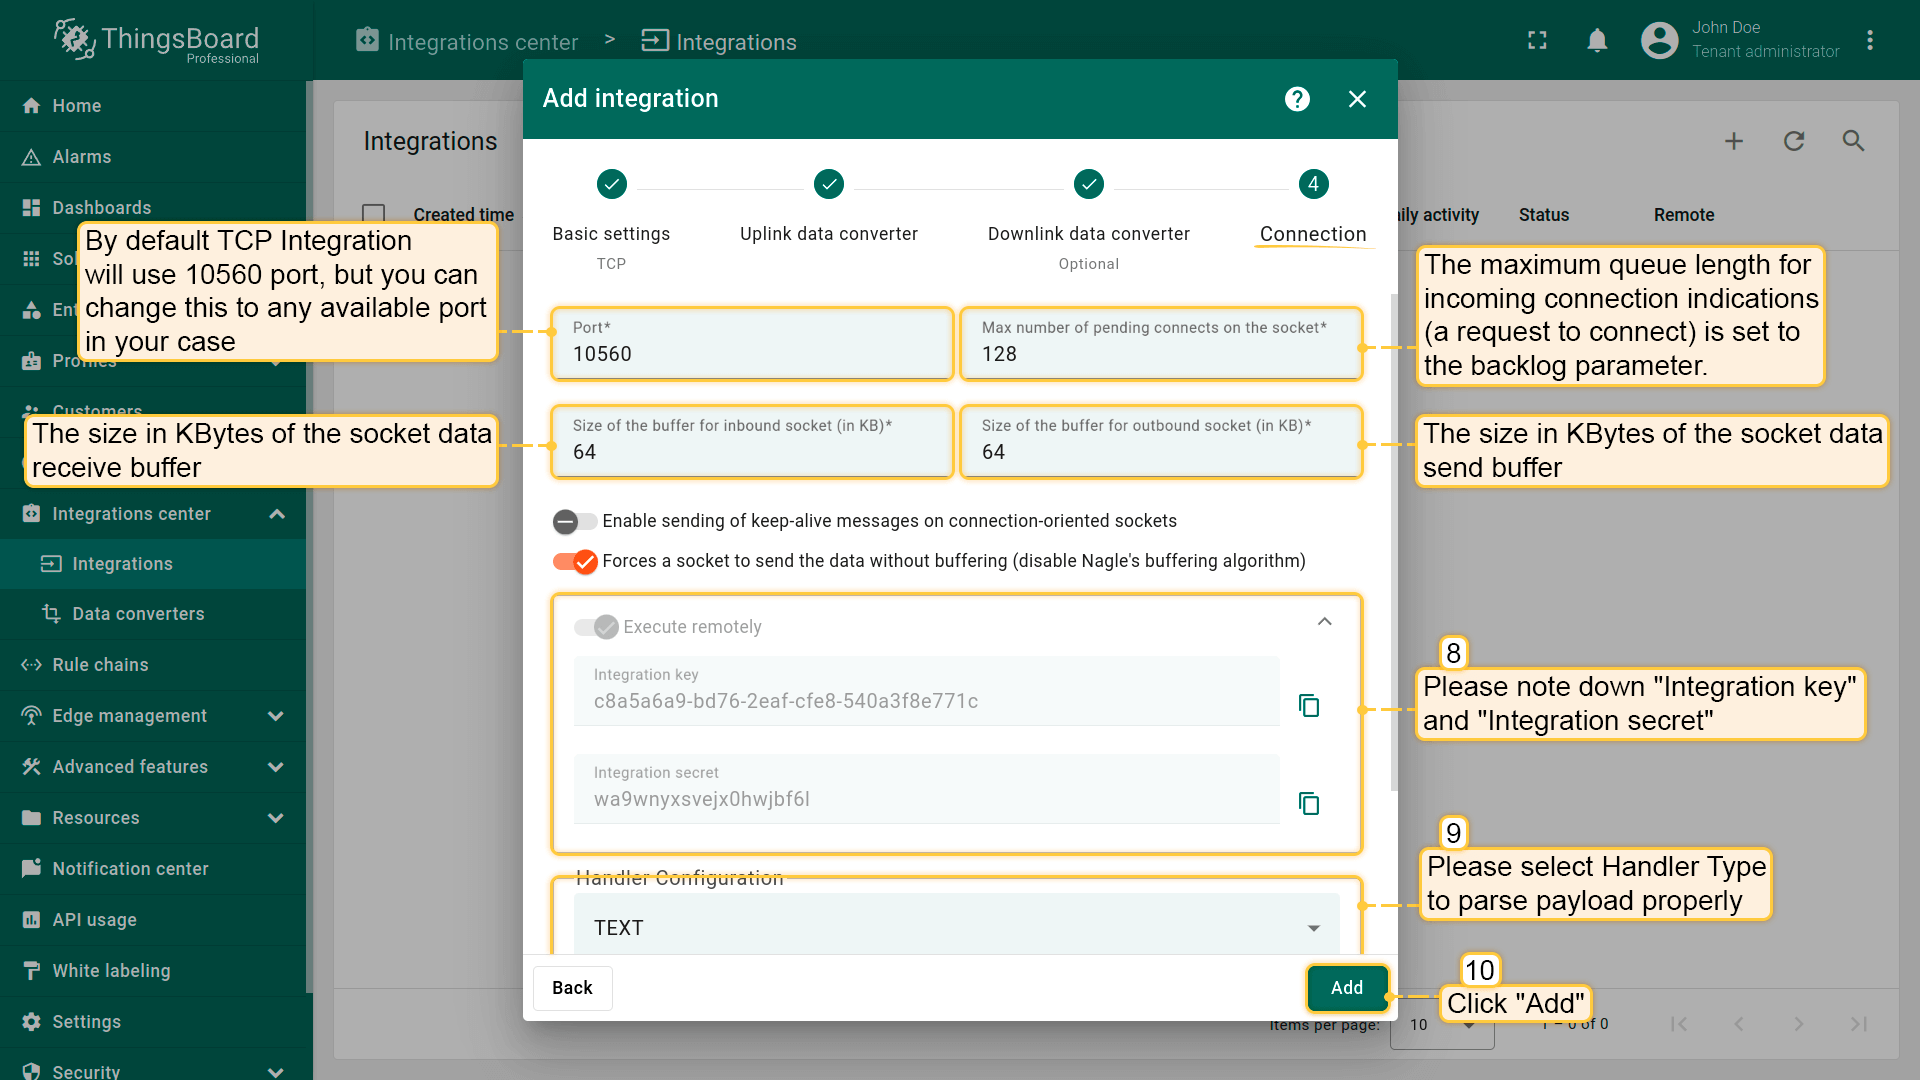 ThingsBoard
Professional
Integrations center > Integrations
John Doe
Tenant administrator
Home
Alarms
Dashboards
Sol
Ent
Profiles
Customers
Integrations center
Integrations
Data converters
Rule chains
Edge management
Advanced features
Resources
Notification center
API usage
White labeling
Settings
Security
Integrations
Created time
ily activity
Status
Remote
Add integration
4
Basic settings
TCP
Uplink data converter
Downlink data converter
Optional
Connection
By default TCP Integration
will use 10560 port, but you can
change this to any available port
in your case
Port*
10560
Max number of pending connects on the socket*
128
The maximum queue length for
incoming connection indications
(a request to connect) is set to
the backlog parameter.
The size in KBytes of the socket data
receive buffer
Size of the buffer for inbound socket (in KB)*
64
Size of the buffer for outbound socket (in KB)*
64
The size in KBytes of the socket data
send buffer
Enable sending of keep-alive messages on connection-oriented sockets
Forces a socket to send the data without buffering (disable Nagle's buffering algorithm)
Execute remotely
Integration key
c8a5a6a9-bd76-2eaf-cfe8-540a3f8e771c
Integration secret
wa9wnyxsvejx0hwjbf6l
8
Please note down "Integration key"
and "Integration secret"
Handler Configuration
TEXT
9
Please select Handler Type
to parse payload properly
Back
Add
10
Click "Add"
Items per page:
10
1 – 0 of 0